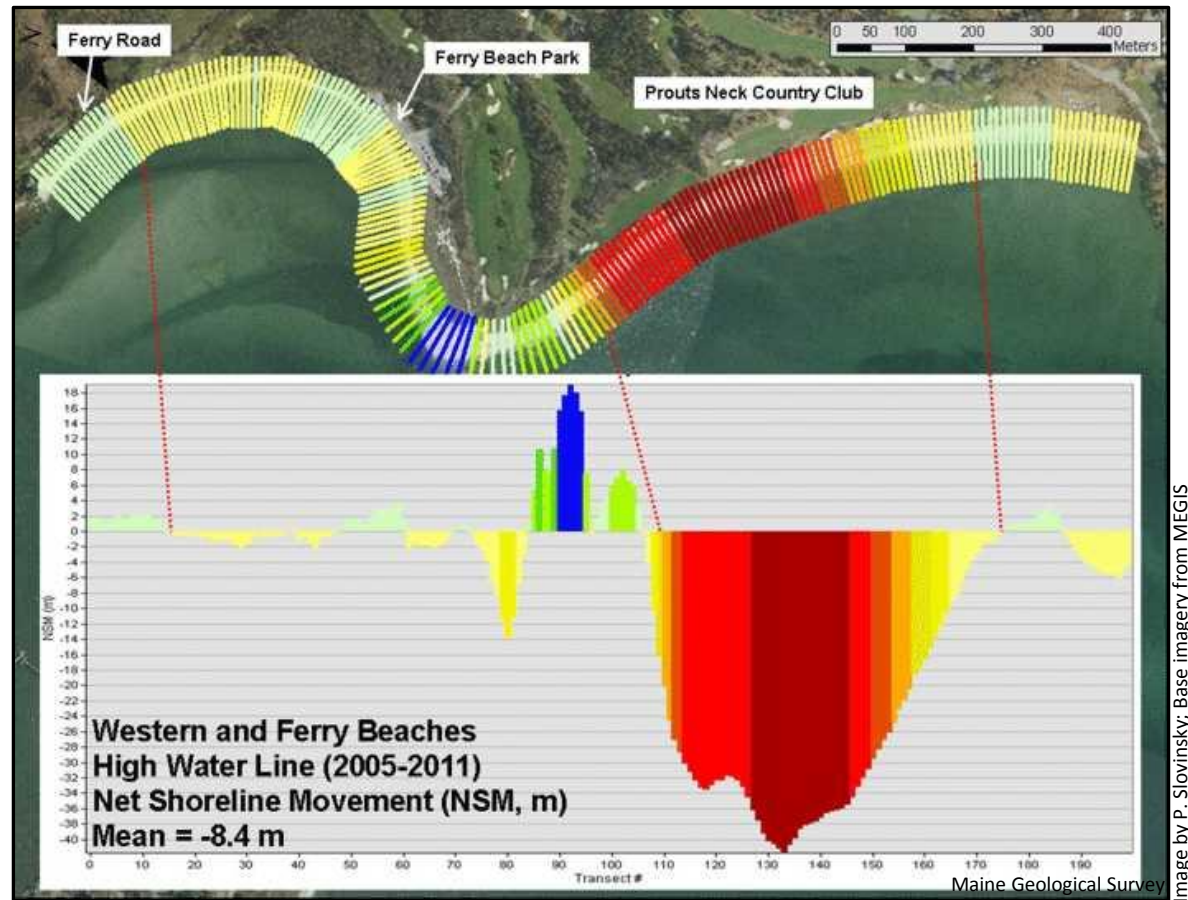 Ferry Road
Ferry Beach Park
Prouts Neck Country Club
0 50 100 200 300 400
Meters
18
16
14
12
10
8
6
4
2
0
-2
-4
-6
-8
-10
-12
-14
-16
-18
-20
-22
-24
-26
-28
-30
-32
-34
-36
-38
-40
NSM (m)
Western and Ferry Beaches
High Water Line (2005-2011)
Net Shoreline Movement (NSM, m)
Mean = -8.4 m
0 10 20 30 40 50 60 70 80 90 100 110 120 130 140 150 160 170 180 190
Transect #
Maine Geological Survey
Image by P. Slovinsky; Base imagery from MEGIS